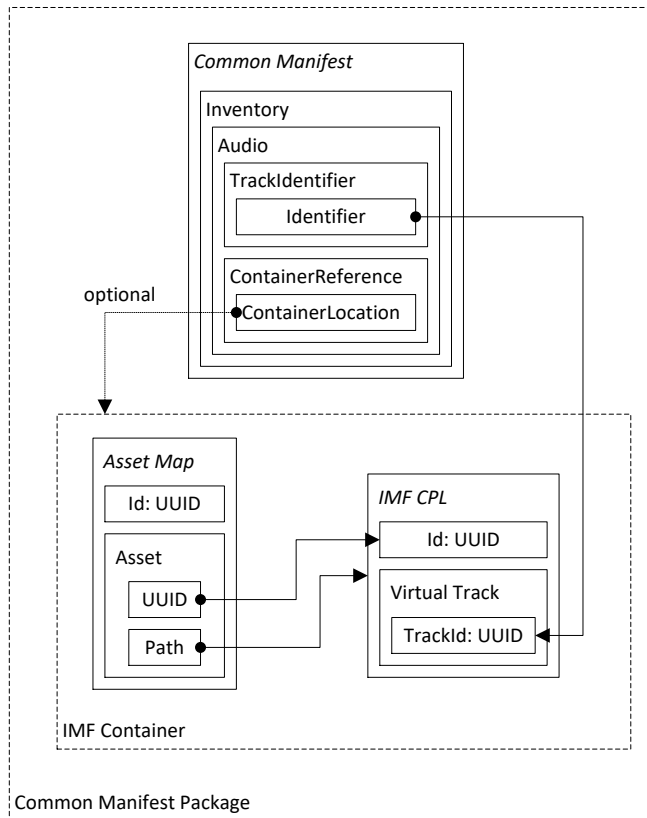 Common Manifest
Inventory
Audio
TrackIdentifier
Identifier
ContainerReference
ContainerLocation
optional
Asset Map
Id: UUID
Asset
UUID
Path
IMF CPL
Id: UUID
Virtual Track
TrackId: UUID
IMF Container
Common Manifest Package